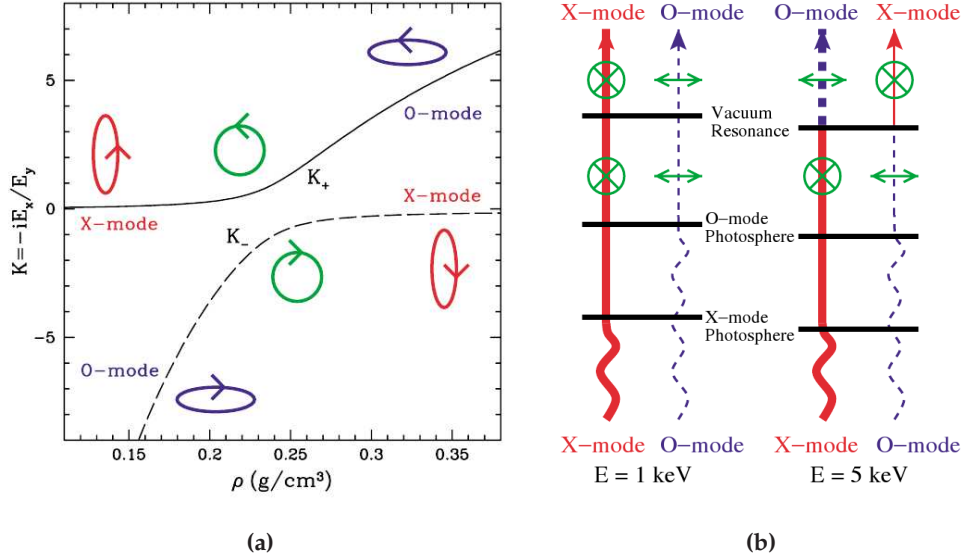 K=−iEx/Ey
5
0
−5
0.15
0.2
0.25
0.3
0.35
ρ (g/cm³)
O−mode
K+
X−mode
X−mode
K−
O−mode
(a)
X−mode O−mode
O−mode X−mode
Vacuum
Resonance
O−mode
Photosphere
X−mode
Photosphere
X−mode O−mode
X−mode O−mode
E = 1 keV
E = 5 keV
(b)